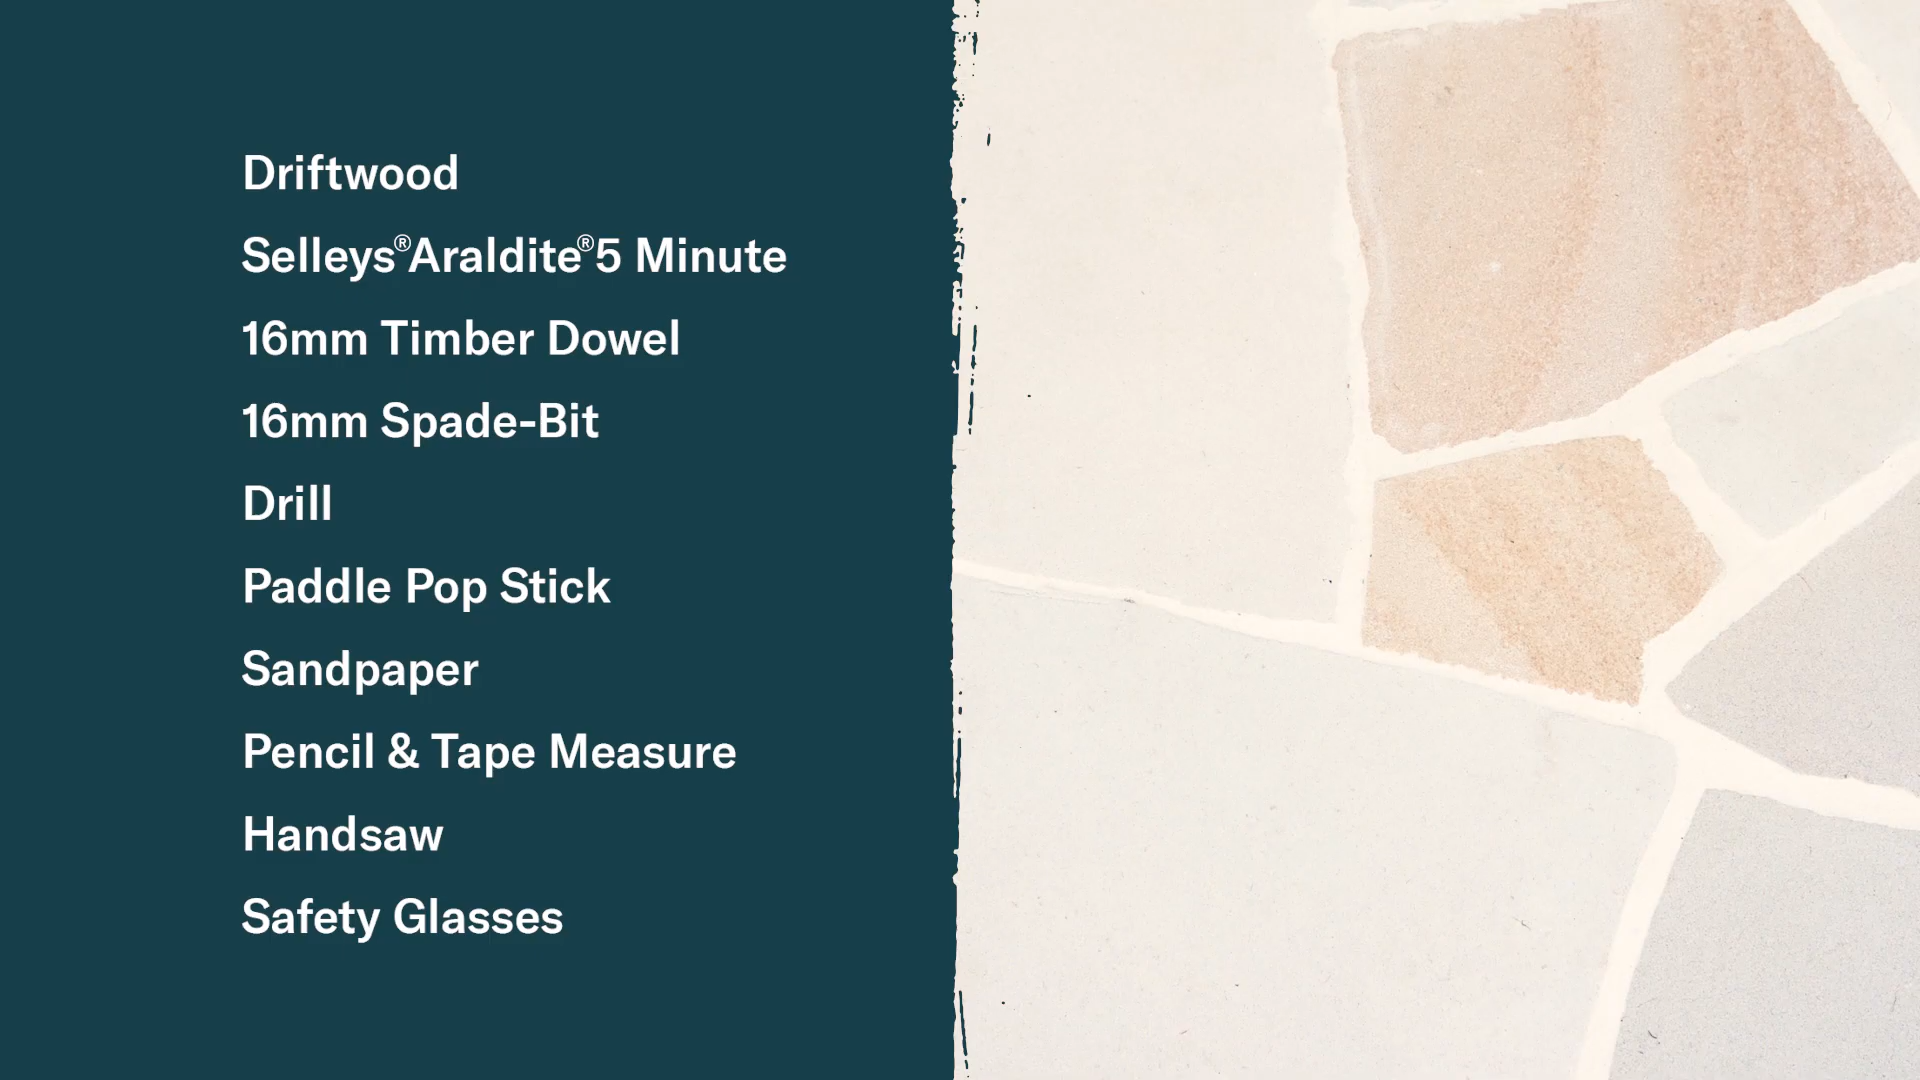 Driftwood
Selleys®Araldite®5 Minute
16mm Timber Dowel
16mm Spade-Bit
Drill
Paddle Pop Stick
Sandpaper
Pencil & Tape Measure
Handsaw
Safety Glasses